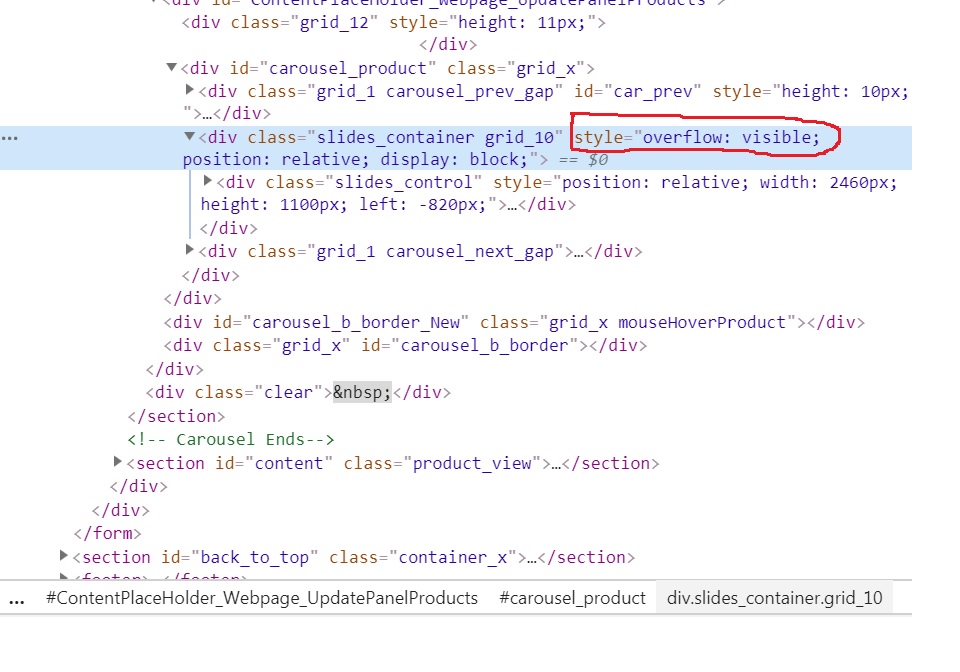 <div id="ContentPlaceHolder_Webpage_UpdatePanelProducts">
<div class="grid_12" style="height: 11px;">
</div>
▼<div id="carousel_product" class="grid_x">
▶<div class="grid_1 carousel_prev_gap" id="car_prev" style="height: 10px;
">…</div>
... ▼<div class="slides_container grid_10" style="overflow: visible;
position: relative; display: block;"> == $0
▶<div class="slides_control" style="position: relative; width: 2460px;
height: 1100px; left: -820px;">…</div>
</div>
▶<div class="grid_1 carousel_next_gap">…</div>
</div>
</div>
<div id="carousel_b_border_New" class="grid_x mouseHoverProduct"></div>
<div class="grid_x" id="carousel_b_border"></div>
</div>
<div class="clear">&nbsp;</div>
</section>
<!-- Carousel Ends-->
▶<section id="content" class="product_view">…</section>
</div>
</div>
</form>
▶<section id="back_to_top" class="container_x">…</section>
▶<footer>…</footer>
... #ContentPlaceHolder_Webpage_UpdatePanelProducts #carousel_product div.slides_container.grid_10